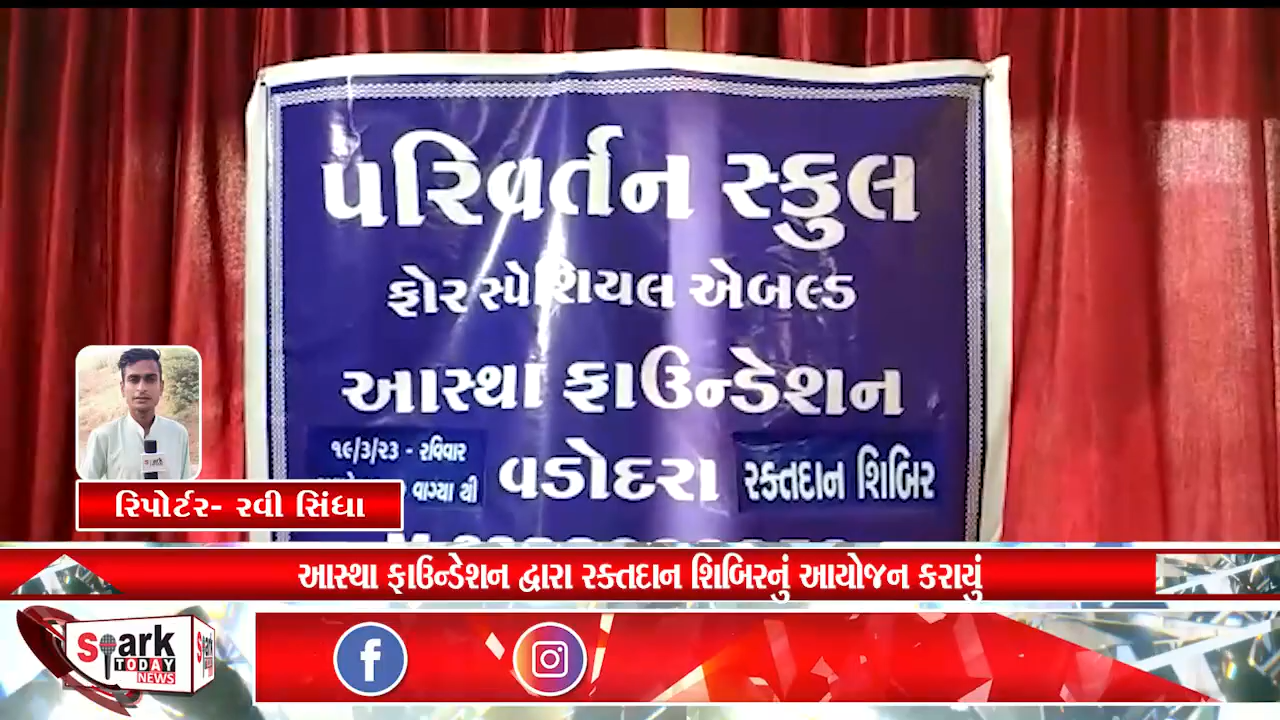 પરિવર્તન સ્કુલ
ફોર સ્પેશિયલ એબલ્ડ
આસ્થા ફાઉન્ડેશન
૧૯/૩/૨૩ - રવિવાર
વાગ્યા થી
વડોદરા
રક્તદાન શિબિર
રિપોર્ટર- રવી સિંધા
આસ્થા ફાઉન્ડેશન દ્વારા રક્તદાન શિબિરનું આયોજન કરાયું
Spark
TODAY
NEWS